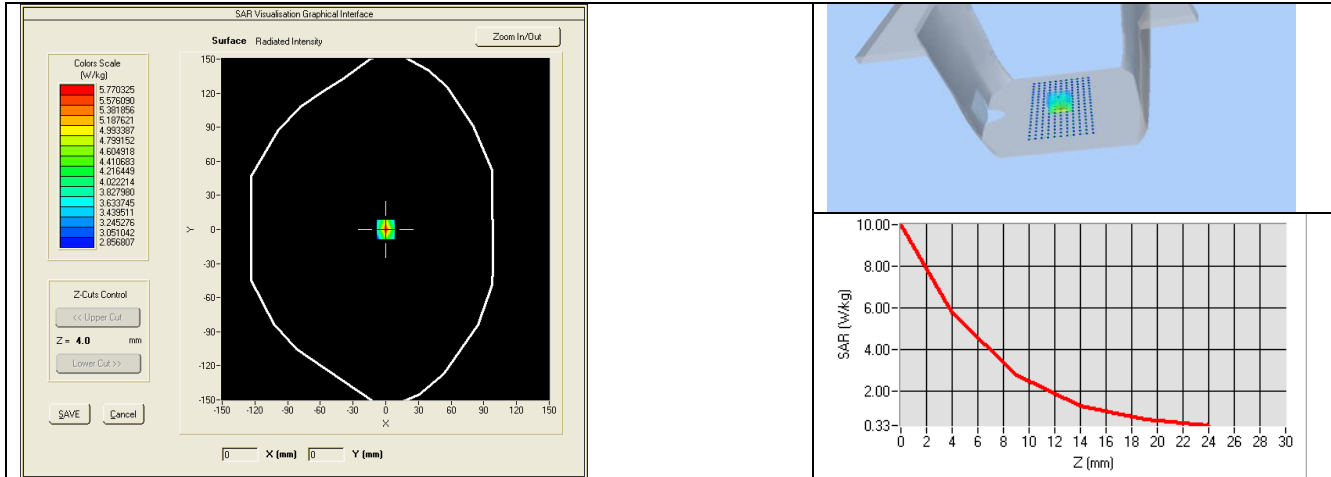 SAR Visualisation Graphical Interface
Surface Radiated Intensity
Zoom In/Out
Colors Scale
(W/kg)
5.770325
5.576090
5.381856
5.187621
4.993387
4.799152
4.604918
4.410683
4.216449
4.022214
3.827980
3.633745
3.439511
3.245276
3.051042
2.856807
Z-Cuts Control
<< Upper Cut
Z = 4.0 mm
Lower Cut >>
SAVE Cancel
150
120
90
60
30
0
-30
-60
-90
-120
-150
Y
-150 -120 -90 -60 -30 0 30 60 90 120 150
X
0 X (mm) 0 Y (mm)
10.00
8.00
6.00
4.00
2.00
0.33
SAR (W/kg)
0 2 4 6 8 10 12 14 16 18 20 22 24 26 28 30
Z (mm)